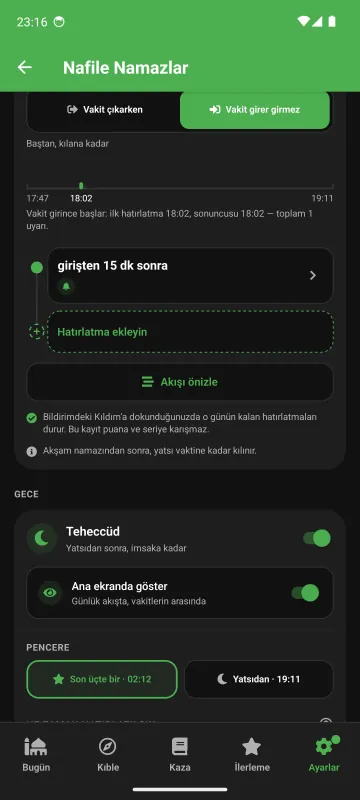 23:16
Nafile Namazlar
Vakit çıkarken
Vakit girer girmez
Baştan, kılana kadar
17:47
18:02
19:11
Vakit girince başlar: ilk hatırlatma 18:02, sonuncusu 18:02 — toplam 1
uyarı.
girişten 15 dk sonra
Hatırlatma ekleyin
Akışı önizle
Bildirimdeki Kıldım'a dokunduğunuzda o günün kalan hatırlatmaları
durur. Bu kayıt puana ve seriye karışmaz.
Akşam namazından sonra, yatsı vaktine kadar kılınır.
GECE
Teheccüd
Yatsıdan sonra, imsaka kadar
Ana ekranda göster
Günlük akışta, vakitlerin arasında
PENCERE
Son üçte bir · 02:12
Yatsıdan · 19:11
Bugün
Kıble
Kaza
İlerleme
Ayarlar